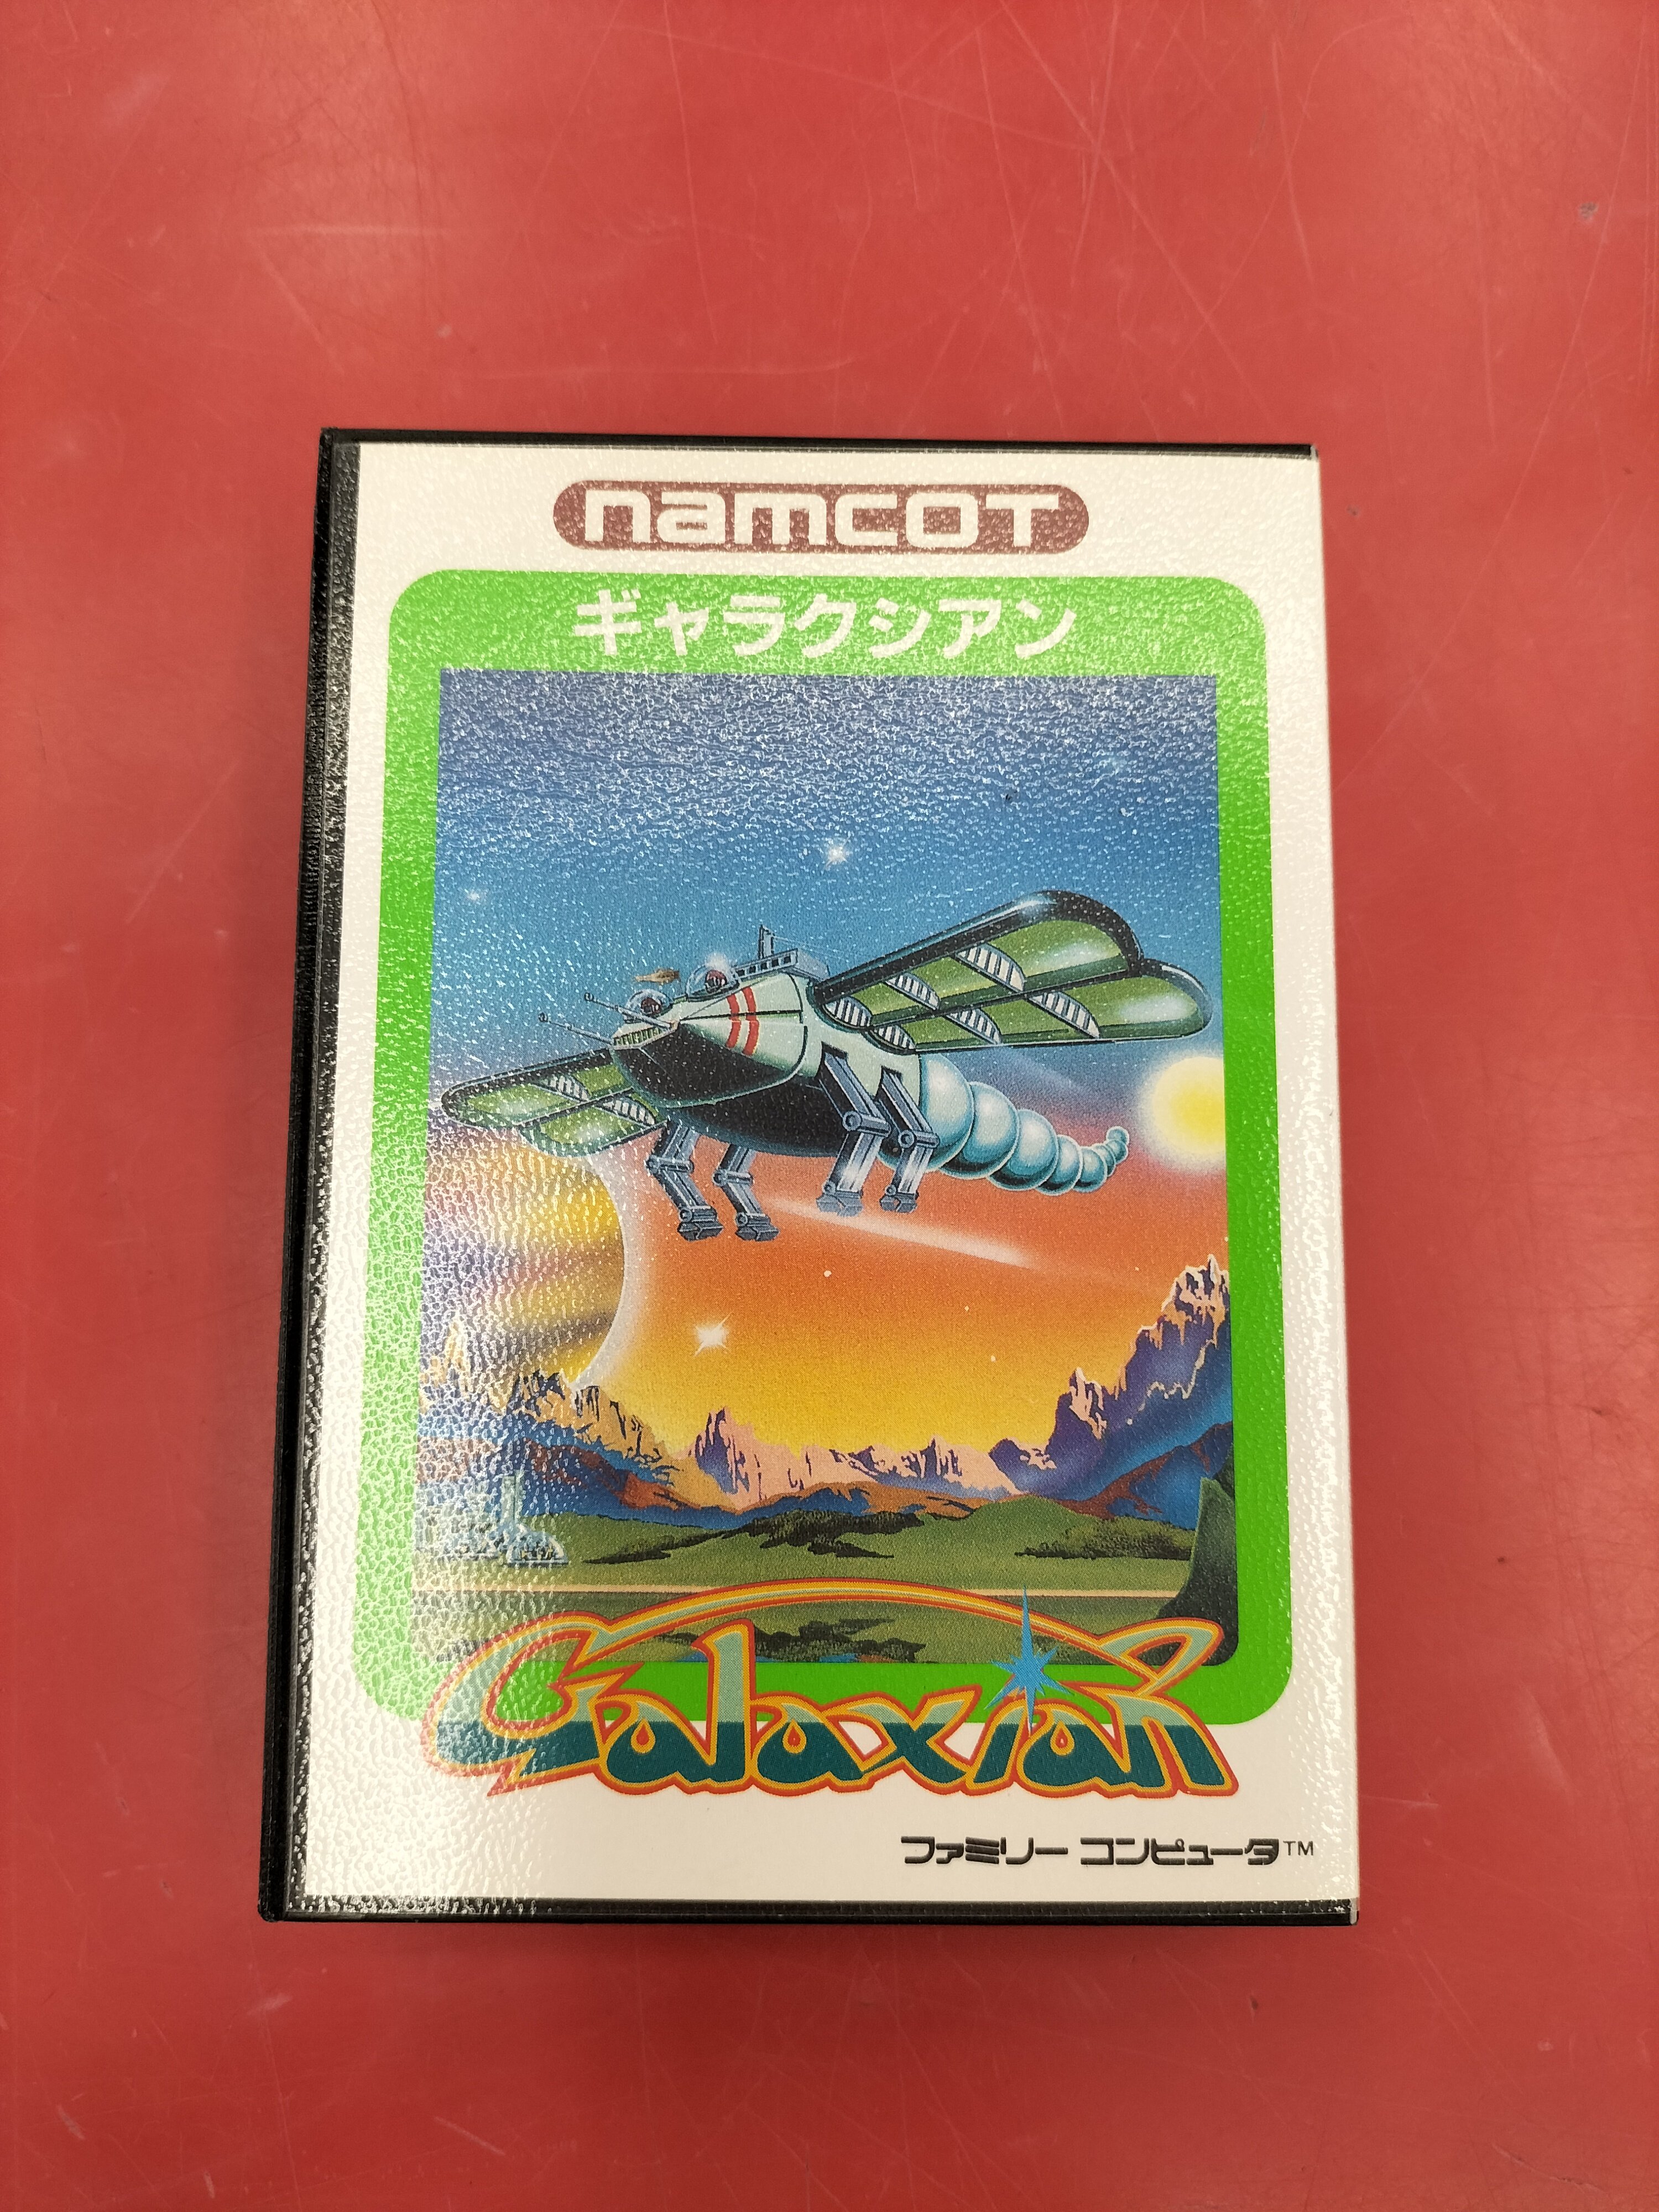 namcot
ギャラクシアン
Galaxian
ファミリー コンピュータ™